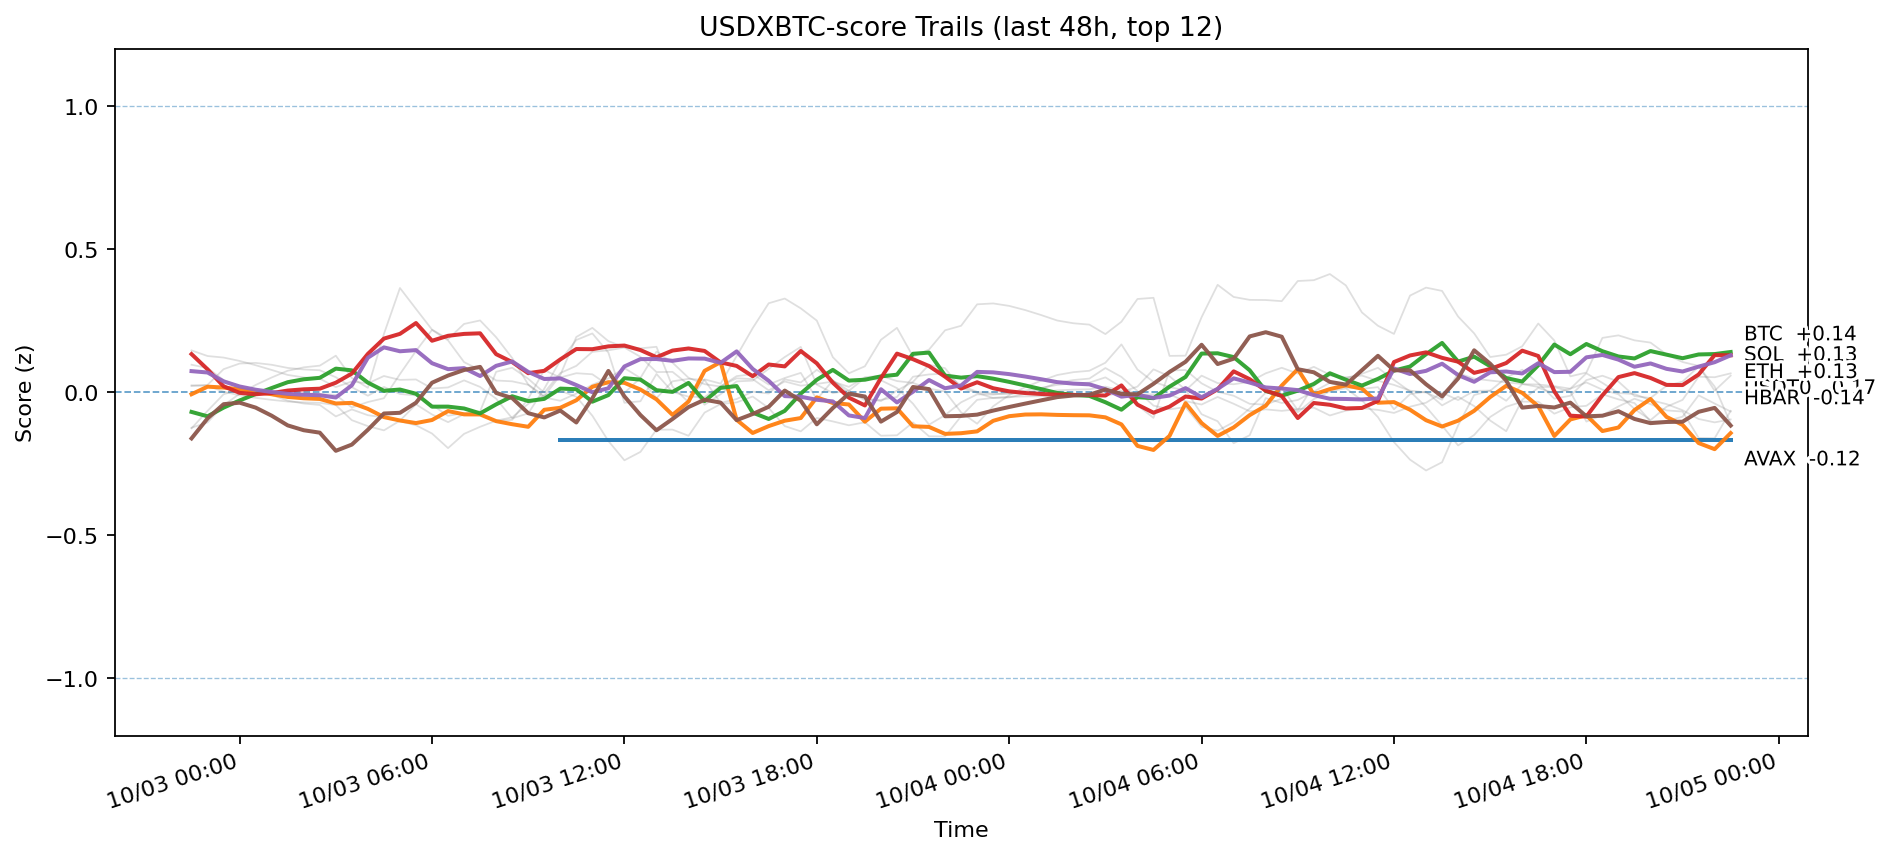 USDXBTC-score Trails (last 48h, top 12)
1.0
0.5
0.0
−0.5
−1.0
Score (z)
BTC +0.14
SOL +0.13
ETH +0.13
HBAR -0.14
AVAX -0.12
10/03 00:00
10/03 06:00
10/03 12:00
10/03 18:00
10/04 00:00
10/04 06:00
10/04 12:00
10/04 18:00
10/05 00:00
Time